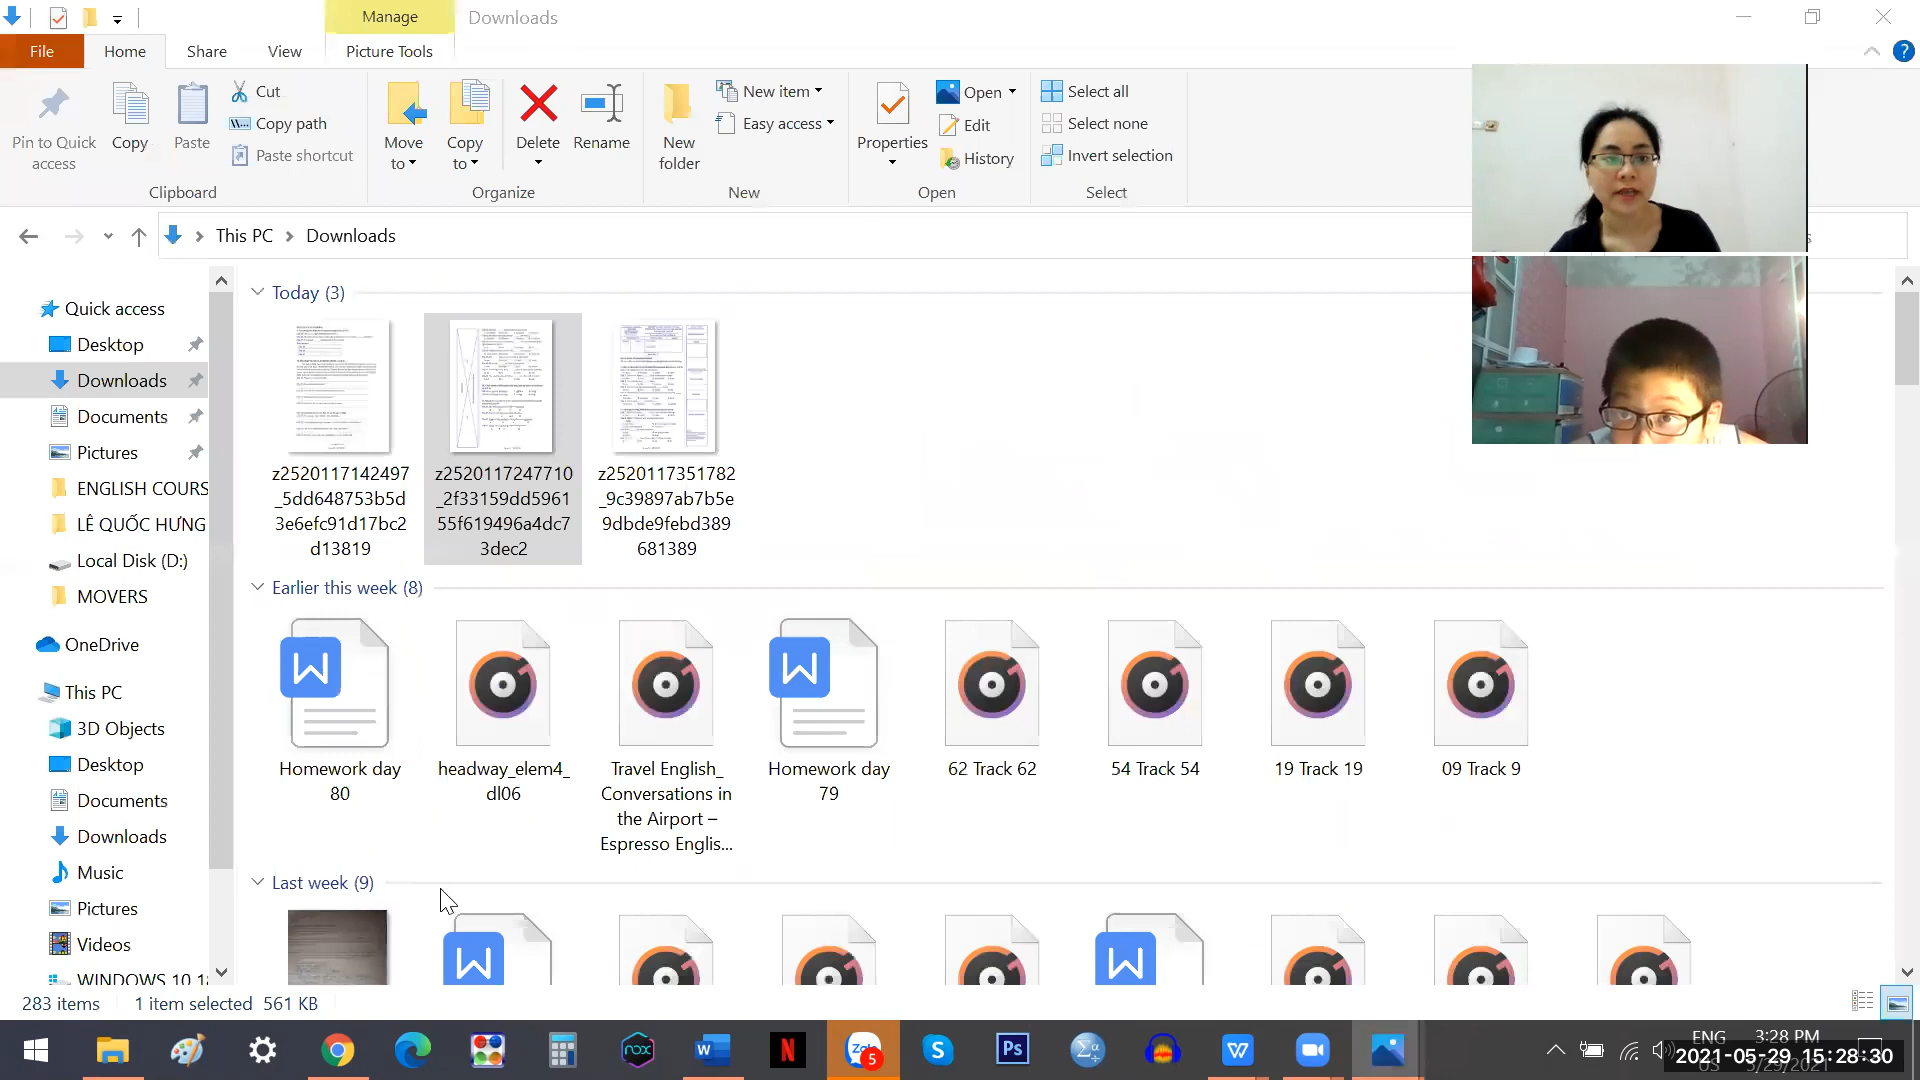 Manage
Downloads
File
Home
Share
View
Picture Tools
Pin to Quick access
Copy
Paste
Cut
Copy path
Paste shortcut
Clipboard
Move to
Copy to
Delete
Rename
Organize
New folder
New item
Easy access
New
Properties
Open
Edit
History
Open
Select all
Select none
Invert selection
Select
This PC
Downloads
Quick access
Desktop
Downloads
Documents
Pictures
ENGLISH COURS
LÊ QUỐC HƯNG
Local Disk (D:)
MOVERS
OneDrive
This PC
3D Objects
Desktop
Documents
Downloads
Music
Pictures
Videos
WINDOWS 10
Today (3)
z2520117142497
_5dd648753b5d
3e6efc91d17bc2
d13819
z2520117247710
_2f33159dd5961
55f619496a4dc7
3dec2
z2520117351782
_9c39897ab7b5e
9dbde9febd389
681389
Earlier this week (8)
Homework day
80
headway_elem4_
dl06
Travel English_
Conversations in
the Airport –
Espresso Englis...
Homework day
79
62 Track 62
54 Track 54
19 Track 19
09 Track 9
Last week (9)
283 items
1 item selected 561 KB
nox
Zalo
5
Ps
ENG
3:28 PM
2021-05-29 15:28:30